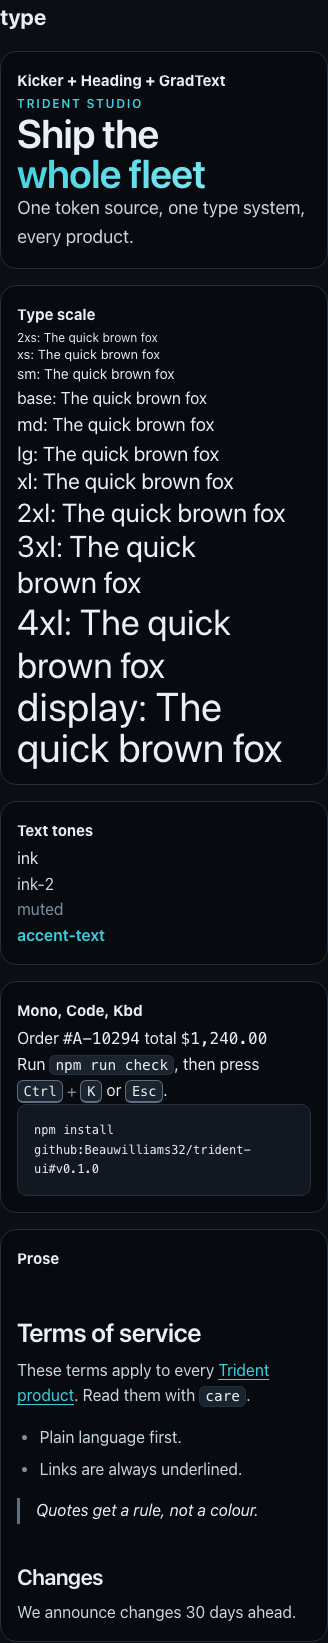 type
Kicker + Heading + GradText
TRIDENT STUDIO
Ship the
whole fleet
One token source, one type system,
every product.
Type scale
2xs: The quick brown fox
xs: The quick brown fox
sm: The quick brown fox
base: The quick brown fox
md: The quick brown fox
lg: The quick brown fox
xl: The quick brown fox
2xl: The quick brown fox
3xl: The quick
brown fox
4xl: The quick
brown fox
display: The
quick brown fox
Text tones
ink
ink-2
muted
accent-text
Mono, Code, Kbd
Order #A-10294 total $1,240.00
Run npm run check, then press
Ctrl + K or Esc.
npm install
github:Beauwilliams32/trident-
ui#v0.1.0
Prose
Terms of service
These terms apply to every Trident
product. Read them with care.
• Plain language first.
• Links are always underlined.
Quotes get a rule, not a colour.
Changes
We announce changes 30 days ahead.